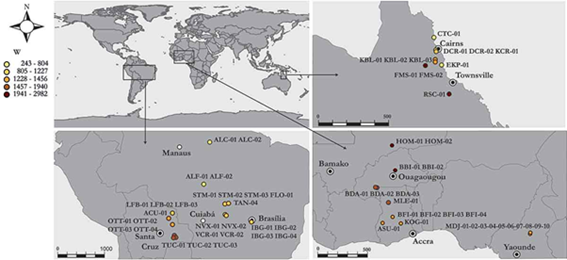 N
W
243 - 804
805 - 1227
1228 - 1456
1457 - 1940
1941 - 2982
CTC-01
Cairns
DCR-01 DCR-02 KCR-01
KBL-01 KBL-02 KBL-03
EKP-01
FMS-01 FMS-02
Townsville
RSC-01
0
500
ALC-01 ALC-02
Manaus
ALF-01 ALF-02
STM-01 STM-02 STM-03 FLO-01
TAN-04
LFB-01 LFB-02 LFB-03
ACU-01
Cuiabá
Brasília
OTT-01 OTT-02
NVX-01 NVX-02
IBG-01 IBG-02
OTT-03 OTT-04
VCR-01 VCR-02
IBG-03 IBG-04
Santa
Cruz
TUC-01 TUC-02 TUC-03
0
1000
HOM-01 HOM-02
Bamako
BBI-01 BBI-02
Ouagaougou
BDA-01 BDA-02 BDA-03
MLE-01
BFI-01 BFI-02 BFI-03 BFI-04
KOG-01
ASU-01
MDJ-01-02-03-04-05-06-07-08-09-10
Accra
Yaounde
0
500